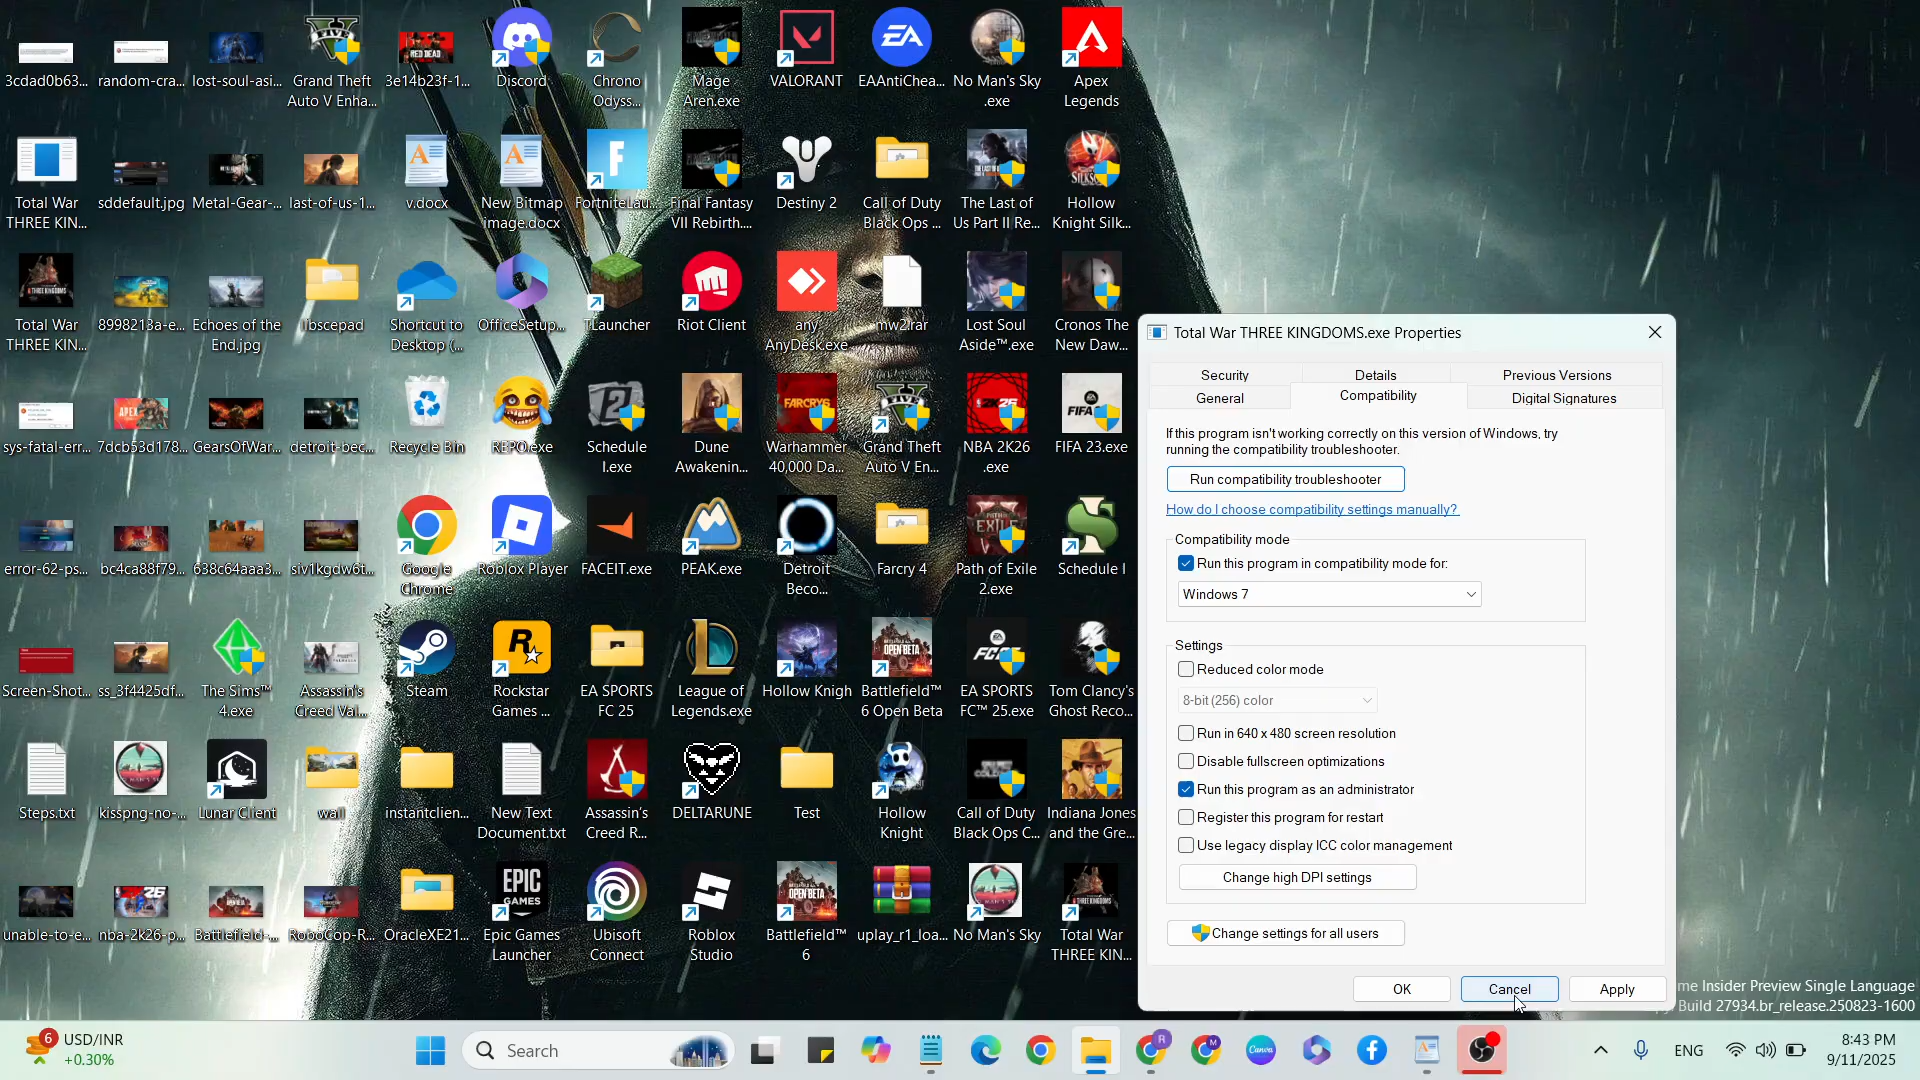 3cdad0b63...
random-cra...
lost-soul-asi...
Grand Theft
Auto V Enha...
3e14b23f-1...
Discord
Chrono
Odyss...
Mage
Aren.exe
VALORANT
EAAntiChea...
No Man's Sky
.exe
Apex
Legends
Total War
THREE KIN...
sddefault.jpg
Metal-Gear-...
last-of-us-1...
v.docx
New Bitmap
image.docx
FortniteLau...
Final Fantasy
VII Rebirth....
Destiny 2
Call of Duty
Black Ops ...
The Last of
Us Part II Re...
Hollow
Knight Silk...
Total War
THREE KIN...
8998213a-e...
Echoes of the
End.jpg
libscepad
Shortcut to
Desktop (...
OfficeSetup...
TLauncher
Riot Client
any
AnyDesk.exe
mw2.rar
Lost Soul
Aside™.exe
Cronos The
New Daw...
sys-fatal-err...
7dcb53d178...
GearsOfWar...
detroit-bec...
Recycle Bin
REPO.exe
Schedule
I.exe
Dune
Awakenin...
Warhammer
40,000 Da...
Grand Theft
Auto V En...
NBA 2K26
.exe
FIFA 23.exe
error-62-ps...
bc4ca88f79...
638c64aaa3...
siv1kgdw6t...
Google
Chrome
Roblox Player
FACEIT.exe
PEAK.exe
Detroit
Beco...
Farcry 4
Path of Exile
2.exe
Schedule I
Screen-Shot...
ss_3f4425df...
The Sims™
4.exe
Assassin's
Creed Val...
Steam
Rockstar
Games ...
EA SPORTS
FC 25
League of
Legends.exe
Hollow Knigh
Battlefield™
6 Open Beta
EA SPORTS
FC™ 25.exe
Tom Clancy's
Ghost Reco...
Steps.txt
kisspng-no-...
Lunar Client
wall
instantclien...
New Text
Document.txt
Assassin's
Creed R...
DELTARUNE
Test
Hollow
Knight
Call of Duty
Black Ops C...
Indiana Jones
and the Gre...
unable-to-e...
nba-2k26-p...
Battlefield-...
RoboCop-R...
OracleXE21...
Epic Games
Launcher
Ubisoft
Connect
Roblox
Studio
Battlefield™
6
uplay_r1_loa...
No Man's Sky
Total War
THREE KIN...
Total War THREE KINGDOMS.exe Properties
Security
Details
Previous Versions
General
Compatibility
Digital Signatures
If this program isn't working correctly on this version of Windows, try
running the compatibility troubleshooter.
Run compatibility troubleshooter
How do I choose compatibility settings manually?
Compatibility mode
Run this program in compatibility mode for:
Windows 7
Settings
Reduced color mode
8-bit (256) color
Run in 640 x 480 screen resolution
Disable fullscreen optimizations
Run this program as an administrator
Register this program for restart
Use legacy display ICC color management
Change high DPI settings
Change settings for all users
OK
Cancel
Apply
me Insider Preview Single Language
Build 27934.br_release.250823-1600
6
USD/INR
+0.30%
Search
ENG
8:43 PM
9/11/2025